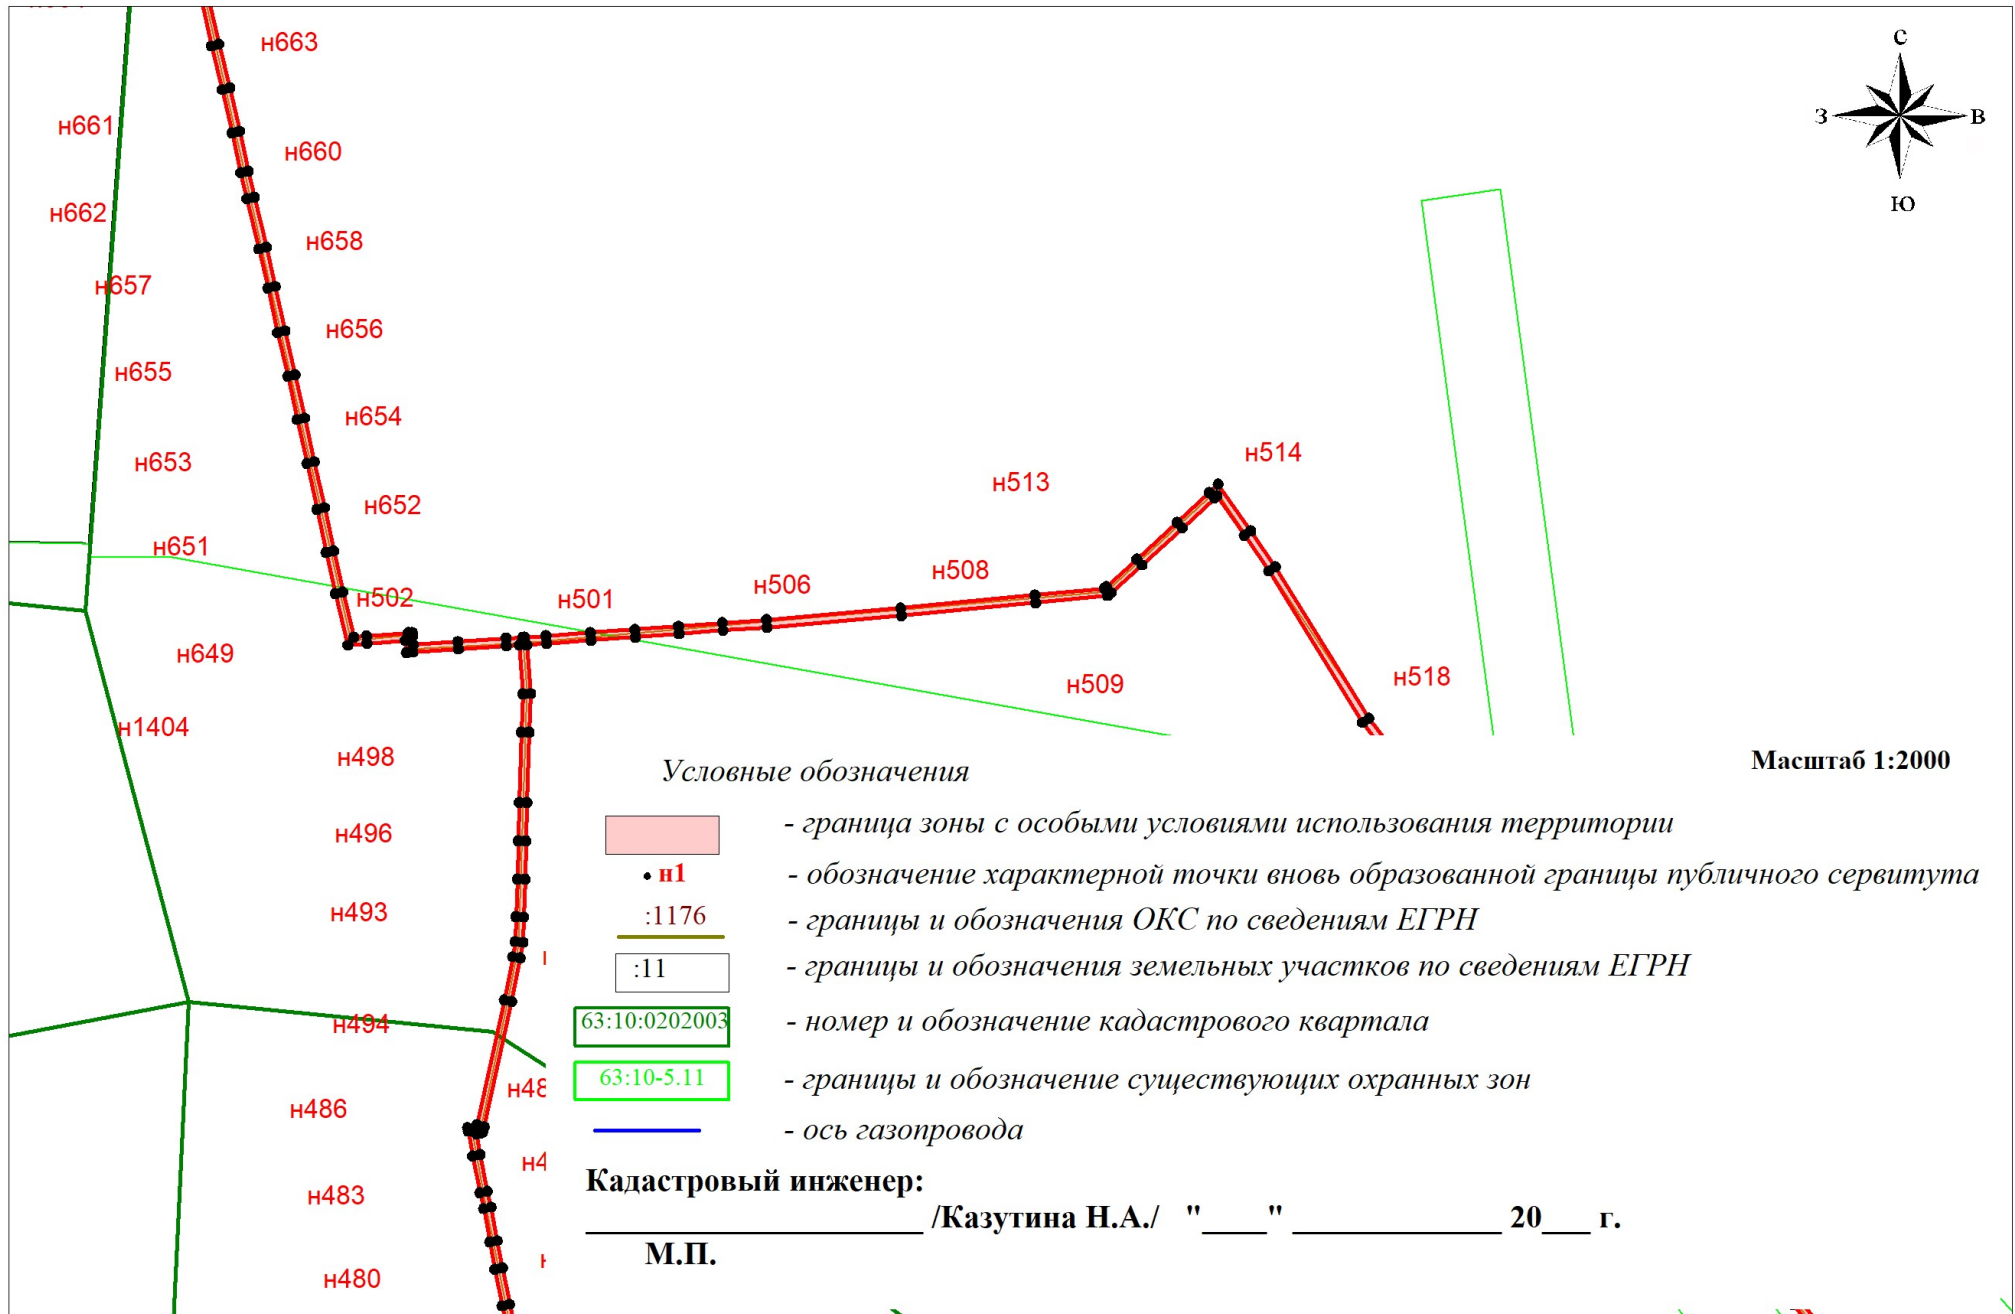 н663
С
З
В
н661
н660
Ю
н662
н658
н657
н656
н655
н654
н514
н653
н513
н652
н651
н508
н506
н502
н501
н649
н518
н509
н1404
н498
Масштаб 1:2000
Условные обозначения
- граница зоны с особыми условиями использования территории
н496
н1
- обозначение характерной точки вновь образованной границы публичного сервитута
н493
:1176
- границы и обозначения ОКС по сведениям ЕГРН
:11
- границы и обозначения земельных участков по сведениям ЕГРН
н494
63:10:0202003
- номер и обозначение кадастрового квартала
63:10-5.11
- границы и обозначение существующих охранных зон
н486
- ось газопровода
Кадастровый инженер:
н483
/Казутина Н.А./ "____" _____________ 20___ г.
М.П.
н480